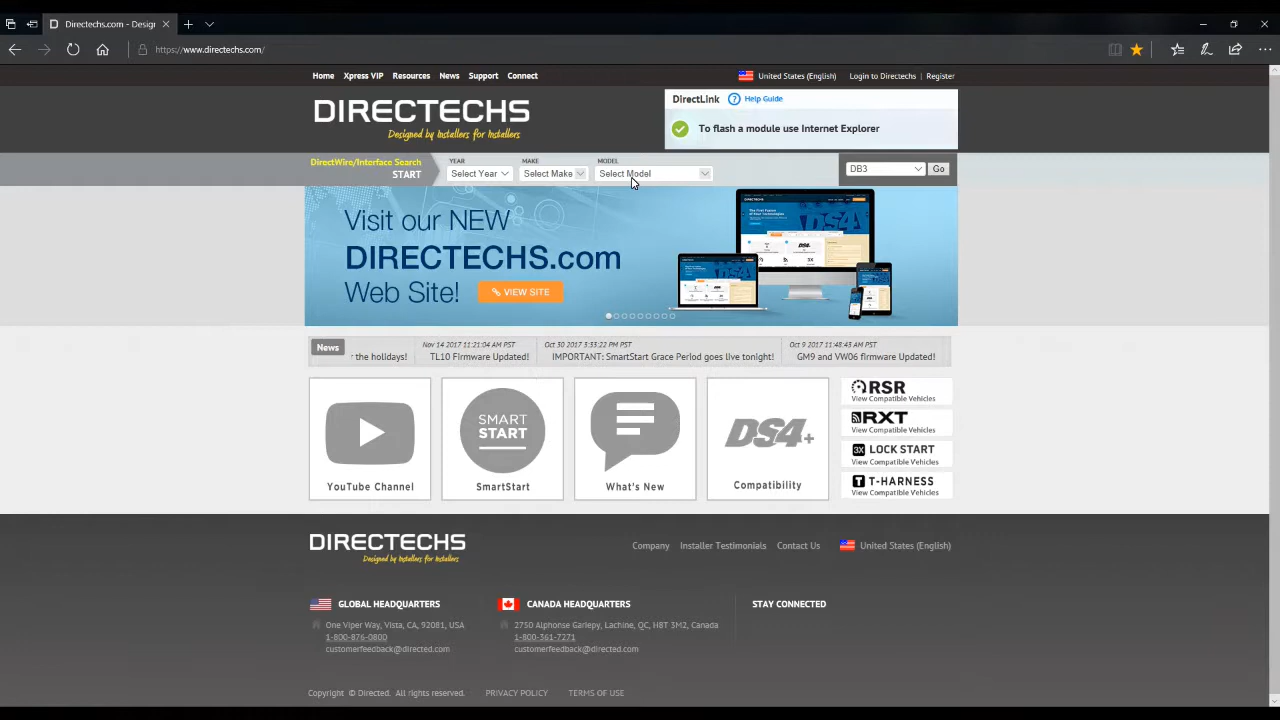 Directechs.com - Desig
https://www.directechs.com/
Home Xpress VIP Resources News Support Connect
United States (English) Login to Directechs Register
DIRECTECHS
Designed by Installers for Installers
DirectLink ? Help Guide
To flash a module use Internet Explorer
DirectWire/Interface Search
START
YEAR MAKE MODEL
Select Year Select Make Select Model
DB3 Go
Visit our NEW
DIRECTECHS.com
Web Site! VIEW SITE
News
Nov 14 2017 11:21:04 AM PST Oct 30 2017 3:33:22 PM PST Oct 9 2017 11:48:43 AM PST
r the holidays! TL10 Firmware Updated! IMPORTANT: SmartStart Grace Period goes live tonight! GM9 and VW06 firmware Updated!
YouTube Channel
SMART
START
SmartStart
What's New
DS4+
Compatibility
RSR
View Compatible Vehicles
RXT
View Compatible Vehicles
3X LOCK START
View Compatible Vehicles
T T-HARNESS
View Compatible Vehicles
DIRECTECHS
Designed by Installers for Installers
Company Installer Testimonials Contact Us United States (English)
GLOBAL HEADQUARTERS
One Viper Way, Vista, CA, 92081, USA
1-800-876-0800
customerfeedback@directed.com
CANADA HEADQUARTERS
2750 Alphonse Gariepy, Lachine, QC, H8T 3M2, Canada
1-800-361-7271
customerfeedback@directed.com
STAY CONNECTED
Copyright © Directed. All rights reserved. PRIVACY POLICY TERMS OF USE